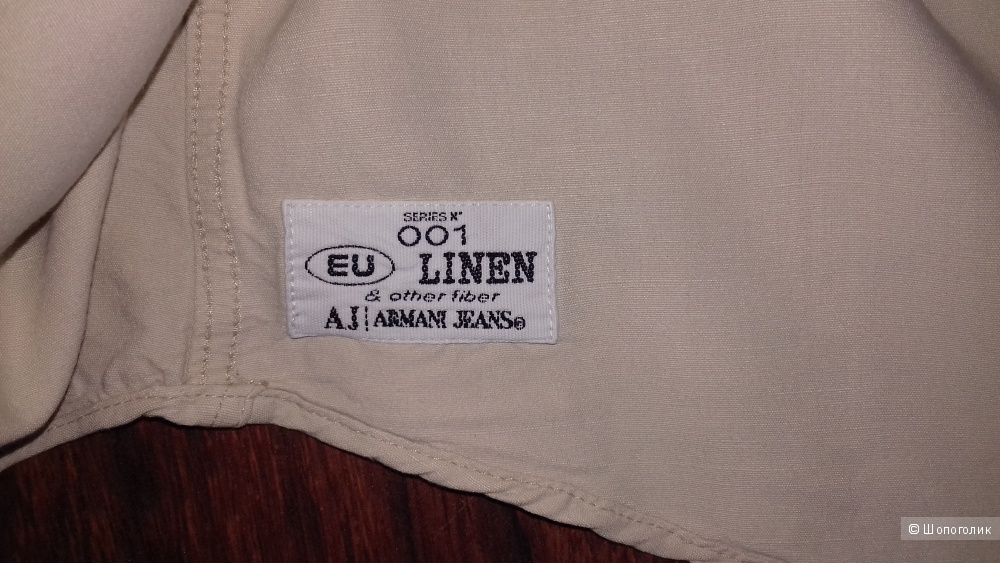 SERIES N°
001
EU LINEN
& other fiber
AJ|ARMANI JEANS®
© Шопоголик